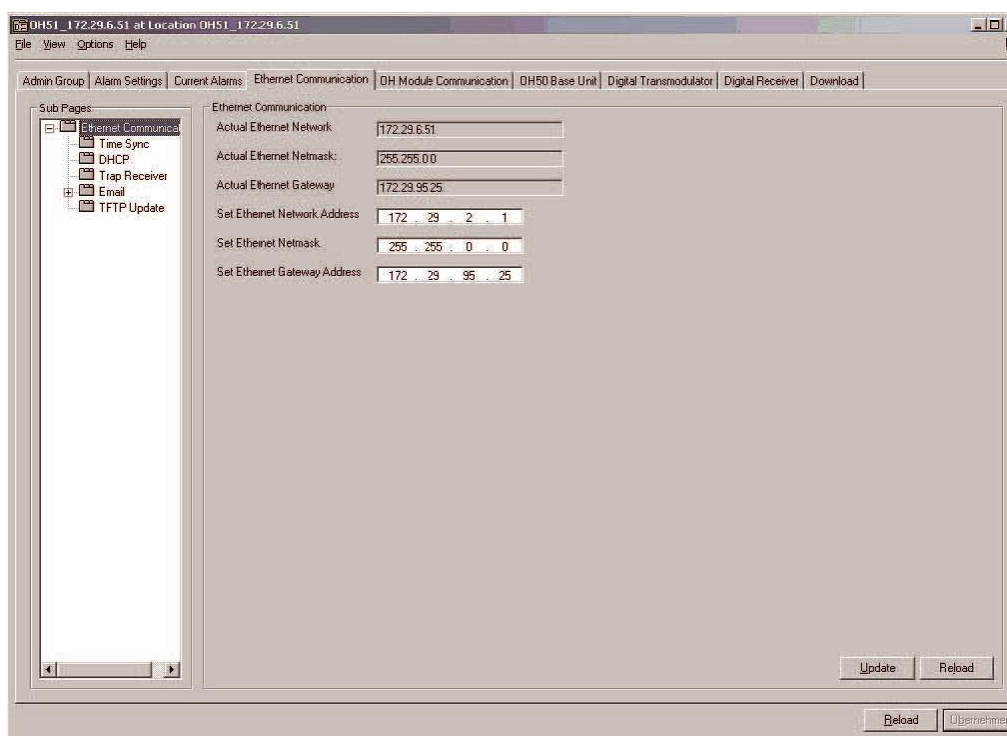 OH51_172.29.6.51 at Location OH51_172.29.6.51
File View Options Help
Admin Group Alarm Settings Current Alarms Ethernet Communication OH Module Communication OH50 Base Unit Digital Transmodulator Digital Receiver Download
Sub Pages
Ethernet Communicat
Time Sync
DHCP
Trap Receiver
Email
TFTP Update
Ethernet Communication
Actual Ethernet Network 172.29.6.51
Actual Ethernet Netmask: 255.255.0.0
Actual Ethernet Gateway 172.29.95.25
Set Ethernet Network Address 172 . 29 . 2 . 1
Set Ethernet Netmask 255 . 255 . 0 . 0
Set Ethernet Gateway Address 172 . 29 . 95 . 25
Update Reload
Reload Übernehmen